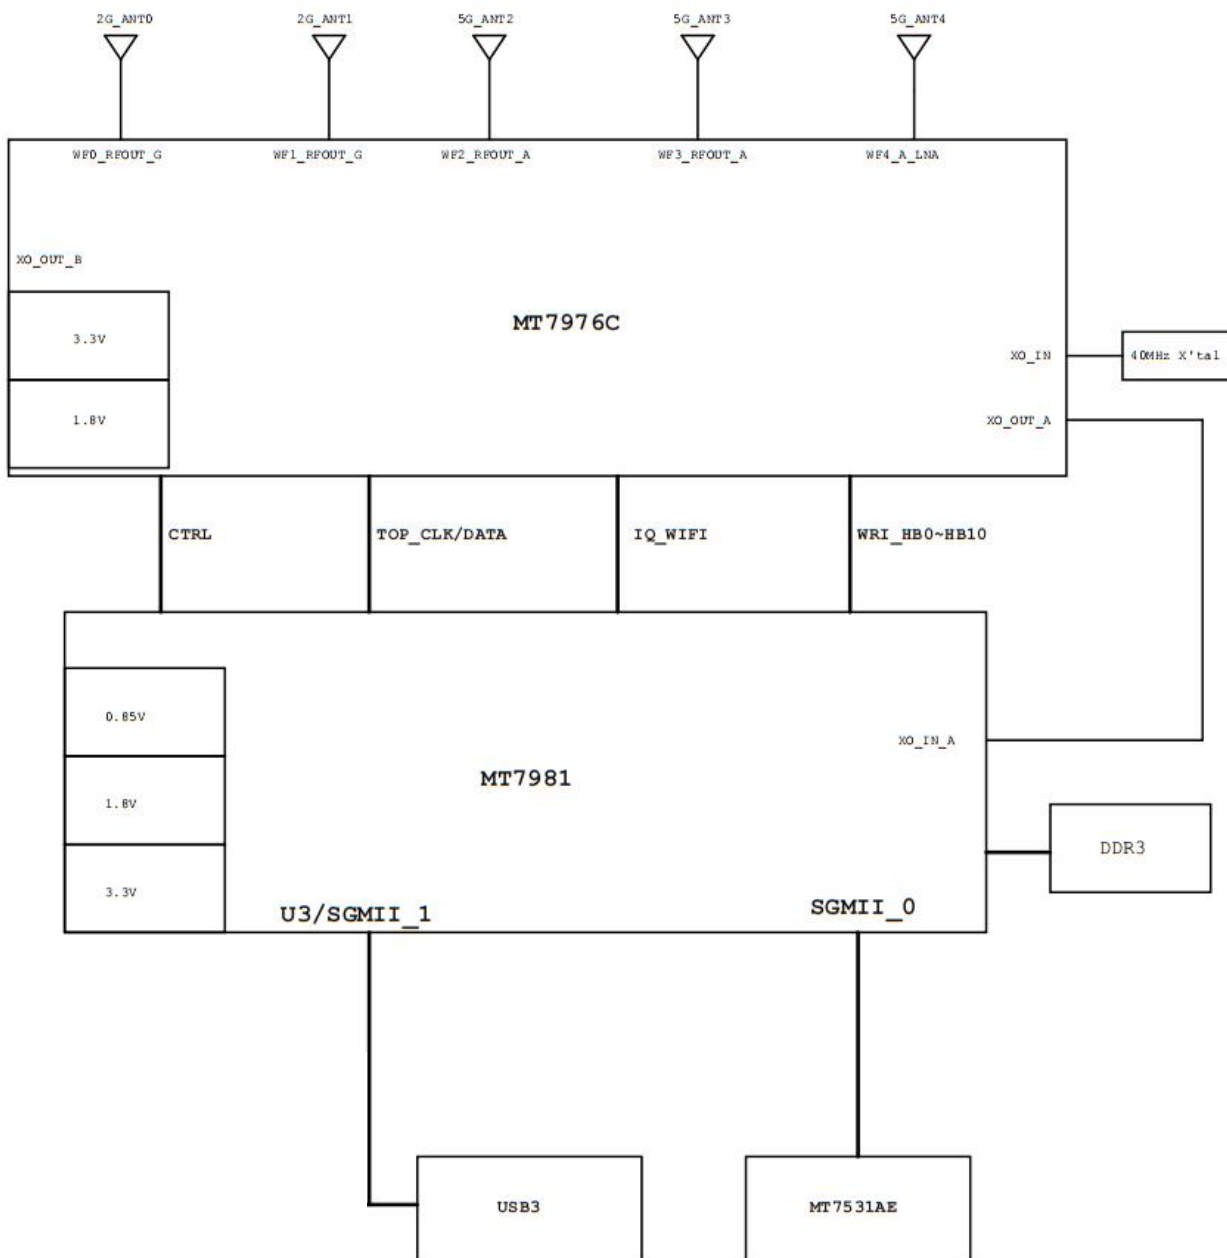 2G_ANT0 2G_ANT1 5G_ANT2 5G_ANT3 5G_ANT4
WF0_RFOUT_G WF1_RFOUT_G WF2_RFOUT_A WF3_RFOUT_A WF4_A_LNA
XO_OUT_B
MT7976C
3.3V
XO_IN 40MHz X'tal
1.8V XO_OUT_A
CTRL TOP_CLK/DATA IQ_WIFI WRI_HB0~HB10
0.85V
XO_IN_A
MT7981
1.8V
DDR3
3.3V
U3/SGMII_1 SGMII_0
USB3 MT7531AE